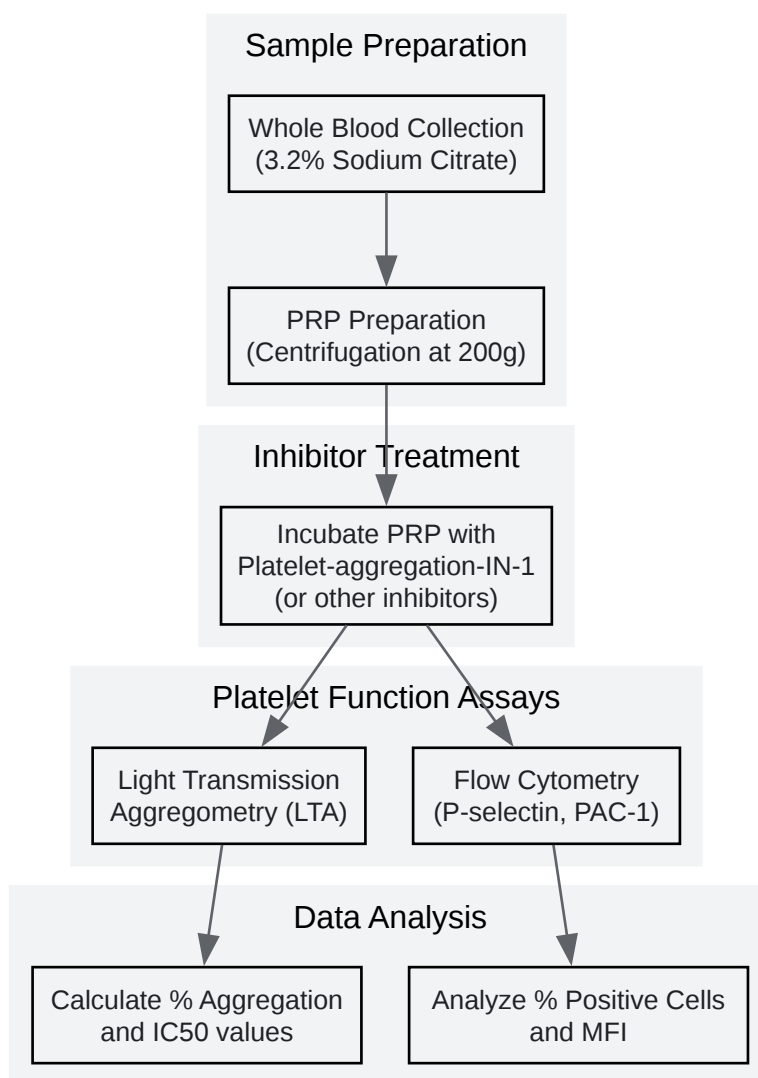 Sample Preparation
Whole Blood Collection
(3.2% Sodium Citrate)
PRP Preparation
(Centrifugation at 200g)
Inhibitor Treatment
Incubate PRP with
Platelet-aggregation-IN-1
(or other inhibitors)
Platelet Function Assays
Light Transmission
Aggregometry (LTA)
Flow Cytometry
(P-selectin, PAC-1)
Data Analysis
Calculate % Aggregation
and IC50 values
Analyze % Positive Cells
and MFI